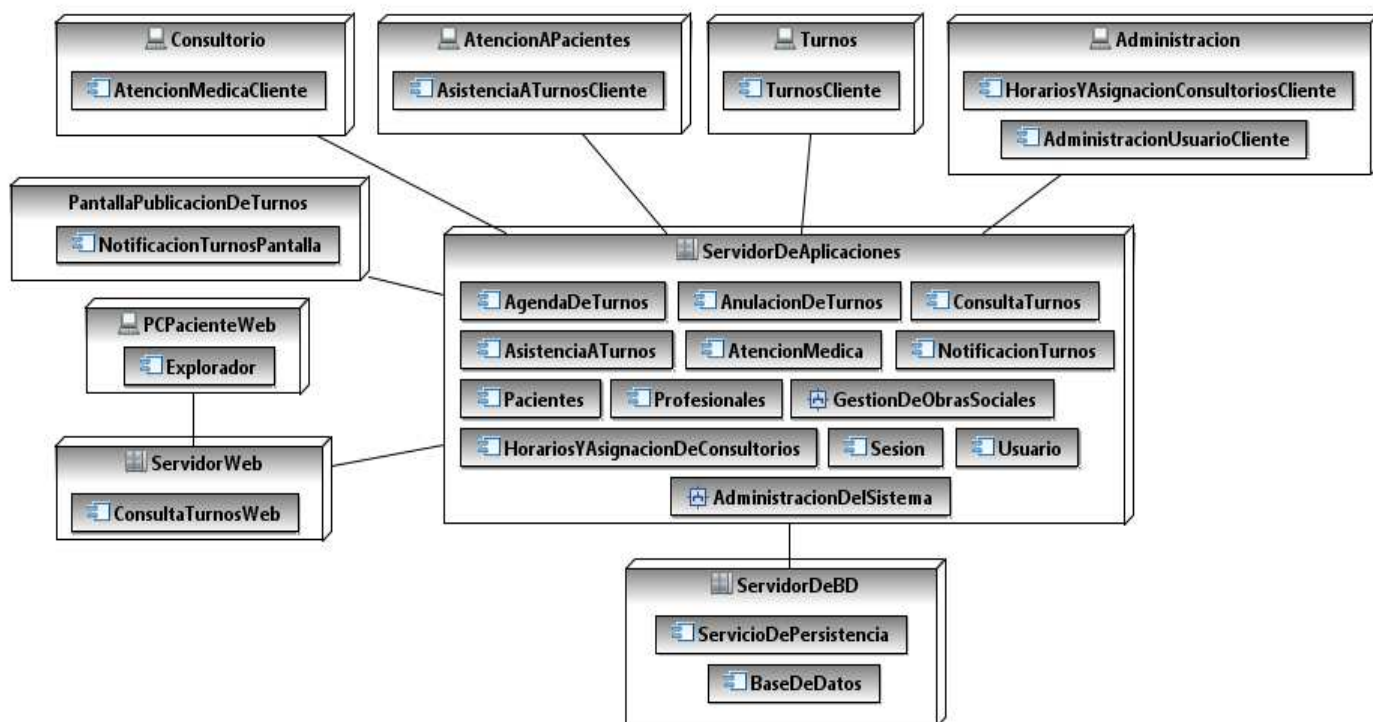 Consultorio
AtencionMedicaCliente
AtencionAPacientes
AsistenciaATurnosCliente
Turnos
TurnosCliente
Administracion
HorariosYAsignacionConsultoriosCliente
AdministracionUsuarioCliente
PantallaPublicacionDeTurnos
NotificacionTurnosPantalla
PCPacienteWeb
Explorador
ServidorWeb
ConsultaTurnosWeb
ServidorDeAplicaciones
AgendaDeTurnos
AnulacionDeTurnos
ConsultaTurnos
AsistenciaATurnos
AtencionMedica
NotificacionTurnos
Pacientes
Profesionales
GestionDeObrasSociales
HorariosYAsignacionDeConsultorios
Sesion
Usuario
AdministracionDelSistema
ServidorDeBD
ServicioDePersistencia
BaseDeDatos